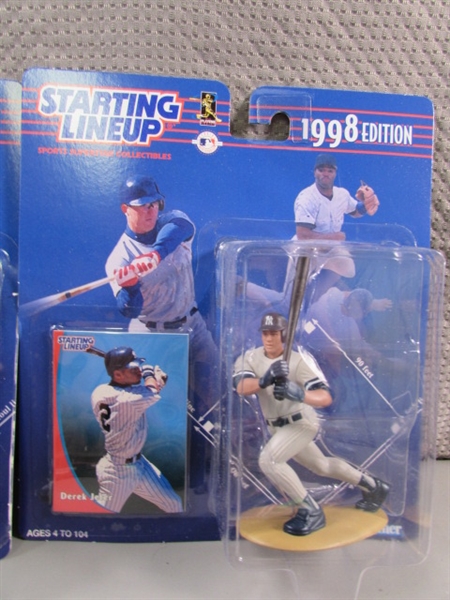 STARTING
LINEUP
SPORTS SUPERSTAR COLLECTIBLES
1998 EDITION
90 feet
STARTING
LINEUP
2
Derek Jeter
AGES 4 TO 104